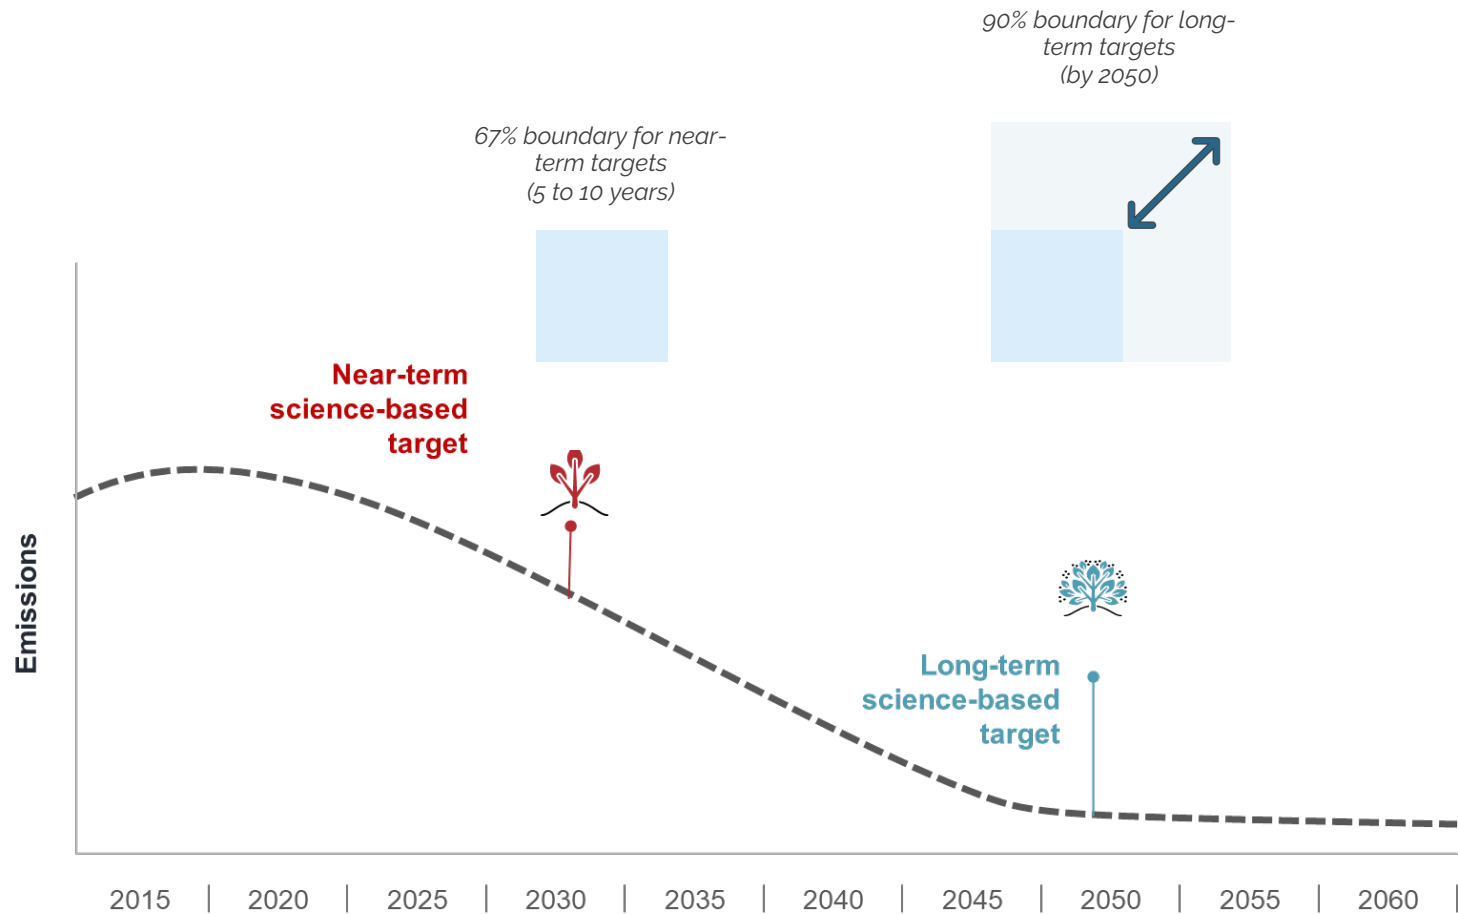 90% boundary for long-
term targets
(by 2050)
67% boundary for near-
term targets
(5 to 10 years)
Near-term
science-based
target
Long-term
science-based
target
Emissions
2015 | 2020 | 2025 | 2030 | 2035 | 2040 | 2045 | 2050 | 2055 | 2060 |